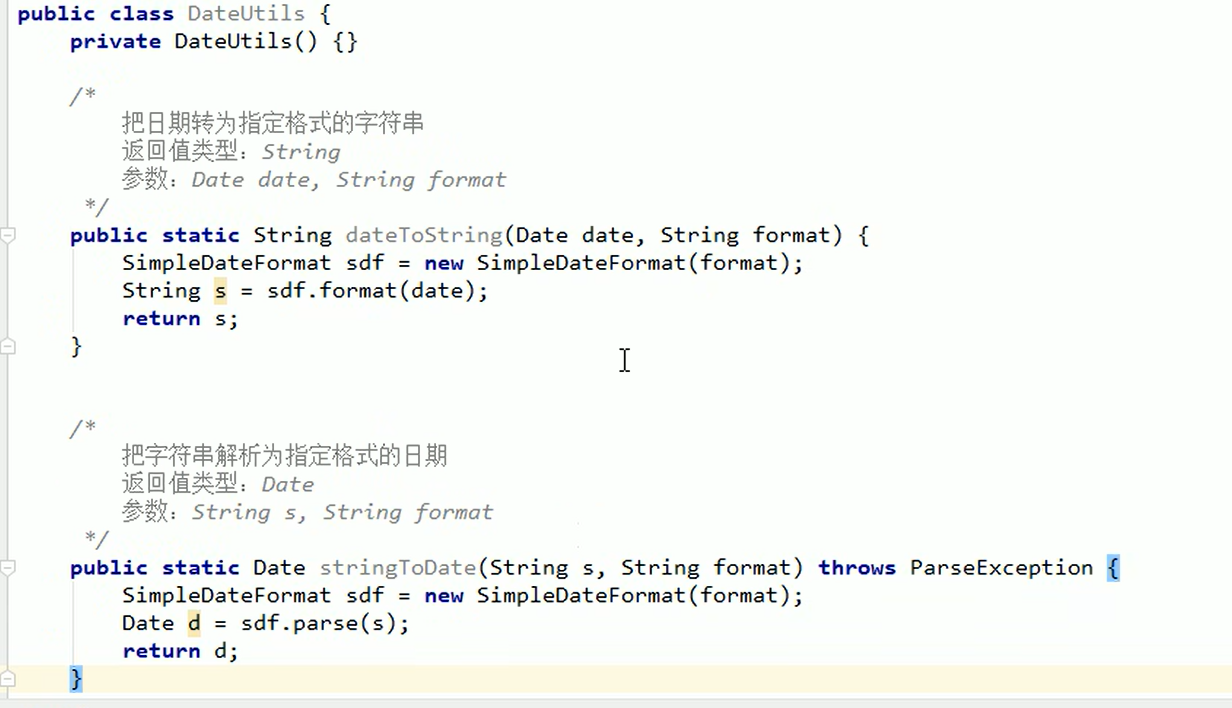 public class DateUtils {
private DateUtils() {}
/*
把日期转为指定格式的字符串
返回值类型：String
参数：Date date, String format
*/
public static String dateToString(Date date, String format) {
SimpleDateFormat sdf = new SimpleDateFormat(format);
String s = sdf.format(date);
return s;
}
/*
把字符串解析为指定格式的日期
返回值类型：Date
参数：String s, String format
*/
public static Date stringToDate(String s, String format) throws ParseException {
SimpleDateFormat sdf = new SimpleDateFormat(format);
Date d = sdf.parse(s);
return d;
}